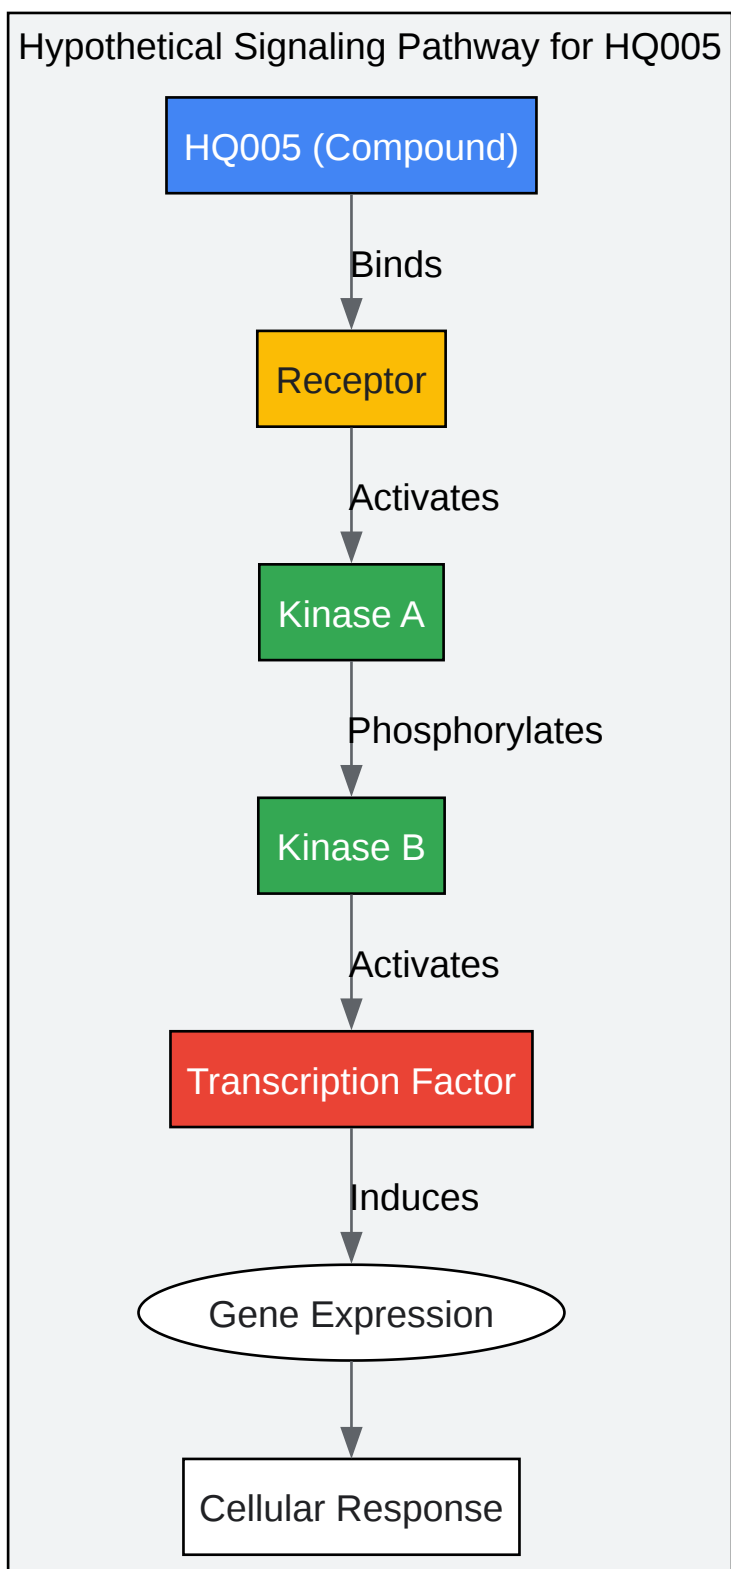 Hypothetical Signaling Pathway for HQ005
HQ005 (Compound)
Binds
Receptor
Activates
Kinase A
Phosphorylates
Kinase B
Activates
Transcription Factor
Induces
Gene Expression
Cellular Response